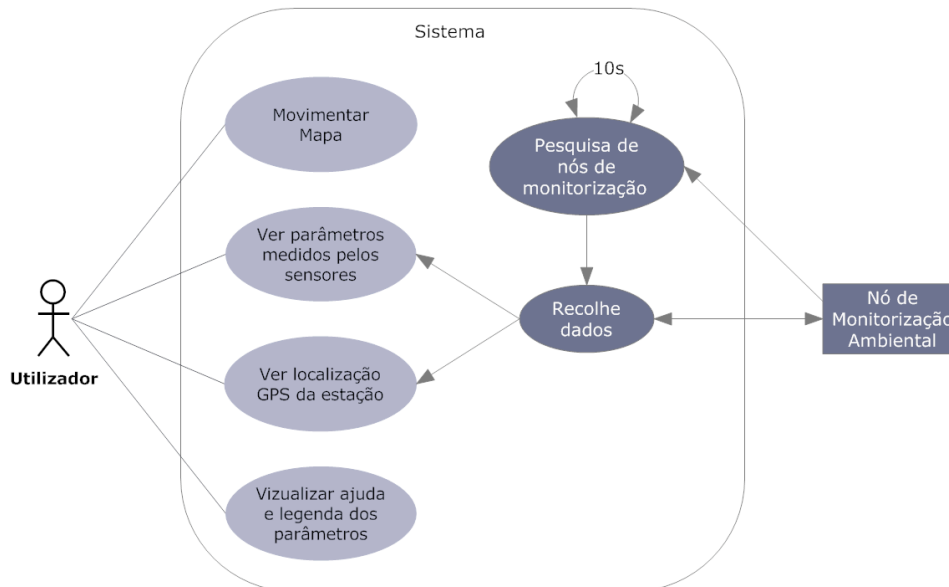 Sistema
10s
Movimentar
Mapa
Pesquisa de
nós de
monitorização
Ver parâmetros
medidos pelos
sensores
Recolhe
dados
Nó de
Monitorização
Ambiental
Utilizador
Ver localização
GPS da estação
Vizualizar ajuda
e legenda dos
parâmetros